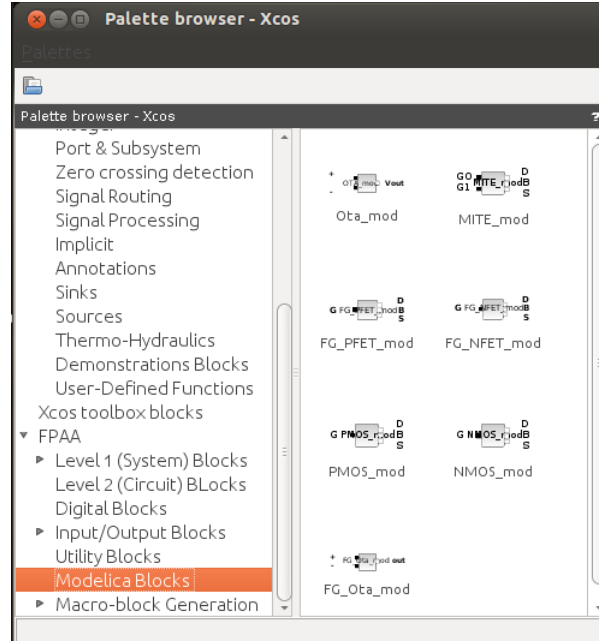 Palette browser - Xcos
Palettes
Palette browser - Xcos
?
Integer
Port & Subsystem
Zero crossing detection
Signal Routing
Signal Processing
Implicit
Annotations
Sinks
Sources
Thermo-Hydraulics
Demonstrations Blocks
User-Defined Functions
Xcos toolbox blocks
FPAA
Level 1 (System) BLocks
Level 2 (Circuit) BLocks
Digital Blocks
Input/Output Blocks
Utility Blocks
Modelica Blocks
Macro-block Generation
+
-
Vout
Ota_mod
G0
G1
D
B
S
MITE_mod
G
D
B
S
FG_PFET_mod
G
D
B
S
FG_NFET_mod
G
D
B
S
PMOS_mod
G
D
B
S
NMOS_mod
+
-
out
FG_Ota_mod